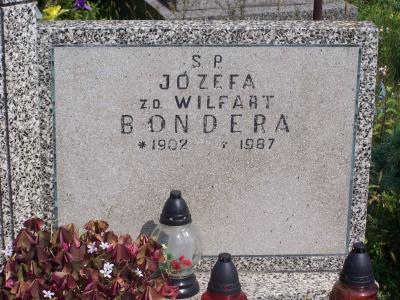 S.P.
JÓZEFA
z.D. WILFART
BONDERA
*1902 †1987